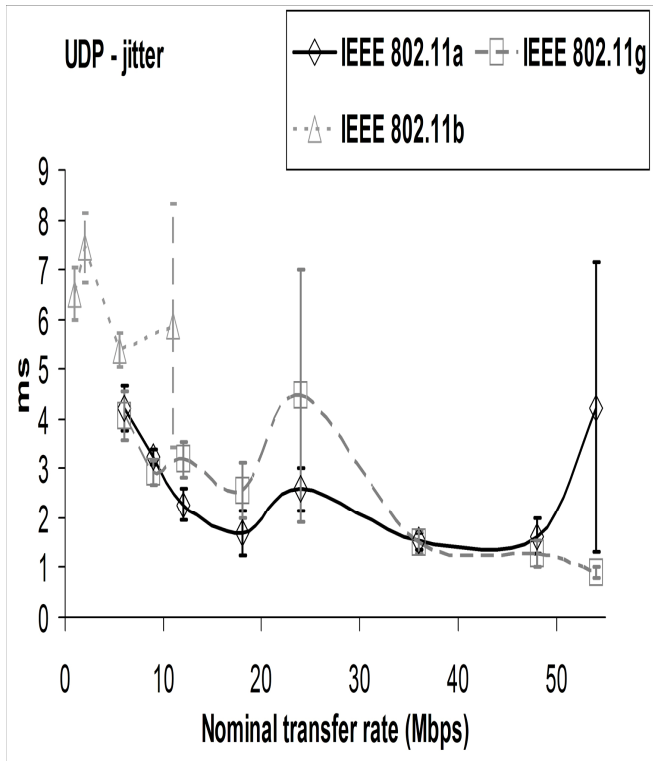 UDP - jitter
IEEE 802.11a
IEEE 802.11g
IEEE 802.11b
9
8
7
6
5
4
3
2
1
0
ms
0 10 20 30 40 50
Nominal transfer rate (Mbps)